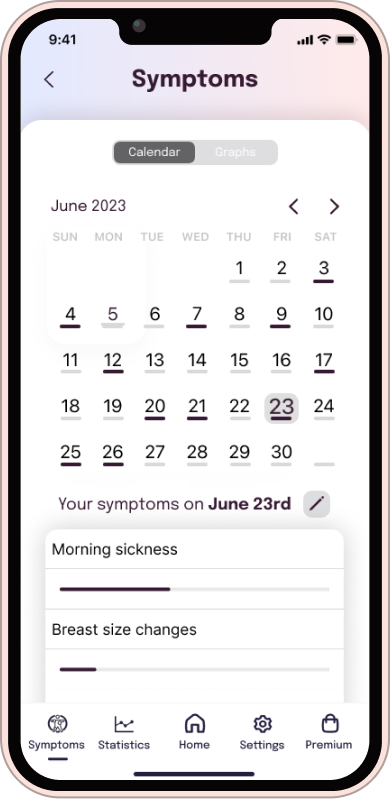 9:41
Symptoms
Calendar Graphs
June 2023
SUN MON TUE WED THU FRI SAT
1 2 3
4 5 6 7 8 9 10
11 12 13 14 15 16 17
18 19 20 21 22 23 24
25 26 27 28 29 30
Your symptoms on June 23rd
Morning sickness
Breast size changes
Symptoms Statistics Home Settings Premium